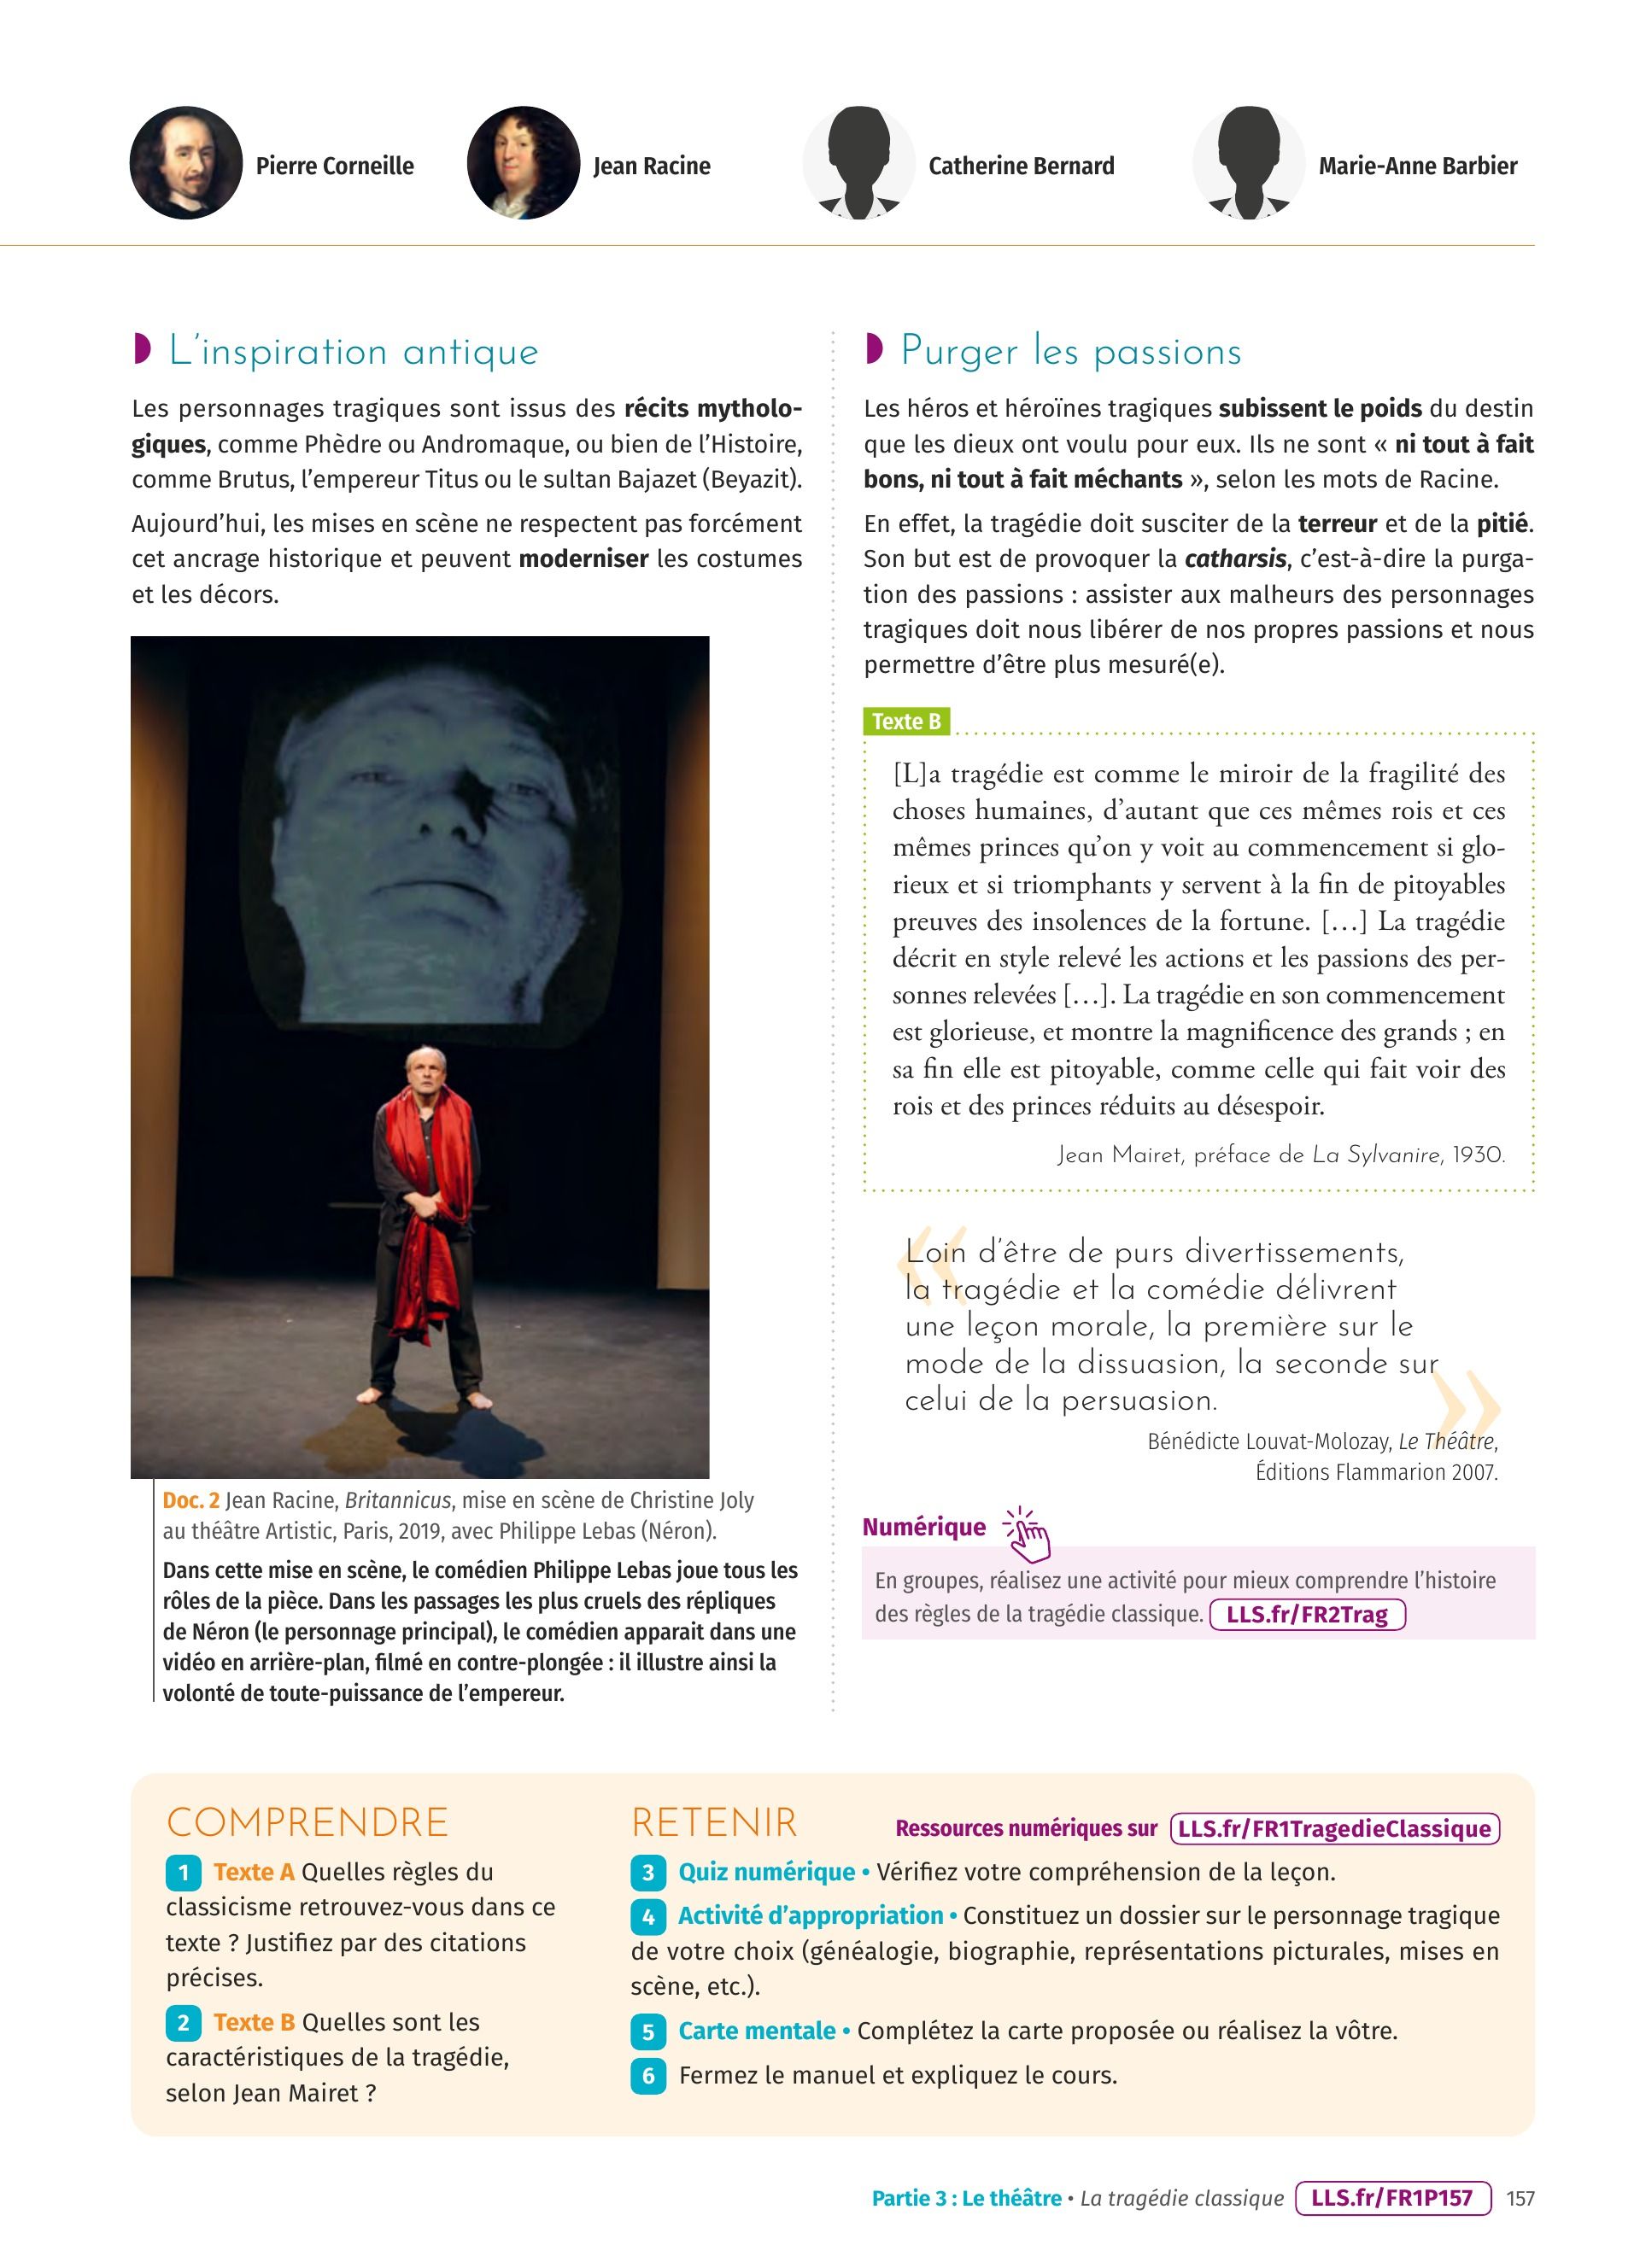 Pierre Corneille
Jean Racine
Catherine Bernard
Marie-Anne Barbier
L'inspiration antique
Les personnages tragiques sont issus des récits mytholo-
giques, comme Phèdre ou Andromaque, ou bien de l'Histoire,
comme Brutus, l'empereur Titus ou le sultan Bajazet (Beyazit).
Aujourd'hui, les mises en scène ne respectent pas forcément
cet ancrage historique et peuvent moderniser les costumes
et les décors.
Doc. 2 Jean Racine, Britannicus, mise en scène de Christine Joly
au théâtre Artistic, Paris, 2019, avec Philippe Lebas (Néron).
Dans cette mise en scène, le comédien Philippe Lebas joue tous les
rôles de la pièce. Dans les passages les plus cruels des répliques
de Néron (le personnage principal), le comédien apparait dans une
vidéo en arrière-plan, filmé en contre-plongée : il illustre ainsi la
volonté de toute-puissance de l'empereur.
Purger les passions
Les héros et héroïnes tragiques subissent le poids du destin
que les dieux ont voulu pour eux. Ils ne sont « ni tout à fait
bons, ni tout à fait méchants », selon les mots de Racine.
En effet, la tragédie doit susciter de la terreur et de la pitié.
Son but est de provoquer la catharsis, c'est-à-dire la purga-
tion des passions : assister aux malheurs des personnages
tragiques doit nous libérer de nos propres passions et nous
permettre d'être plus mesuré(e).
Texte B
[L]a tragédie est comme le miroir de la fragilité des
choses humaines, d'autant que ces mêmes rois et ces
mêmes princes qu'on y voit au commencement si glo-
rieux et si triomphants y servent à la fin de pitoyables
preuves des insolences de la fortune. […] La tragédie
décrit en style relevé les actions et les passions des per-
sonnes relevées […]. La tragédie en son commencement
est glorieuse, et montre la magnificence des grands ; en
sa fin elle est pitoyable, comme celle qui fait voir des
rois et des princes réduits au désespoir.
Jean Mairet, préface de La Sylvanire, 1930.
« Loin d'être de purs divertissements,
la tragédie et la comédie délivrent
une leçon morale, la première sur le
mode de la dissuasion, la seconde sur
celui de la persuasion. »
Bénédicte Louvat-Molozay, Le Théâtre,
Éditions Flammarion 2007.
Numérique
En groupes, réalisez une activité pour mieux comprendre l'histoire
des règles de la tragédie classique. LLS.fr/FR2Trag
COMPRENDRE
1 Texte A Quelles règles du
classicisme retrouvez-vous dans ce
texte ? Justifiez par des citations
précises.
2 Texte B Quelles sont les
caractéristiques de la tragédie,
selon Jean Mairet ?
RETENIR
Ressources numériques sur LLS.fr/FR1TragedieClassique
3 Quiz numérique • Vérifiez votre compréhension de la leçon.
4 Activité d'appropriation • Constituez un dossier sur le personnage tragique
de votre choix (généalogie, biographie, représentations picturales, mises en
scène, etc.).
5 Carte mentale • Complétez la carte proposée ou réalisez la vôtre.
6 Fermez le manuel et expliquez le cours.
Partie 3 : Le théâtre • La tragédie classique LLS.fr/FR1P157 157